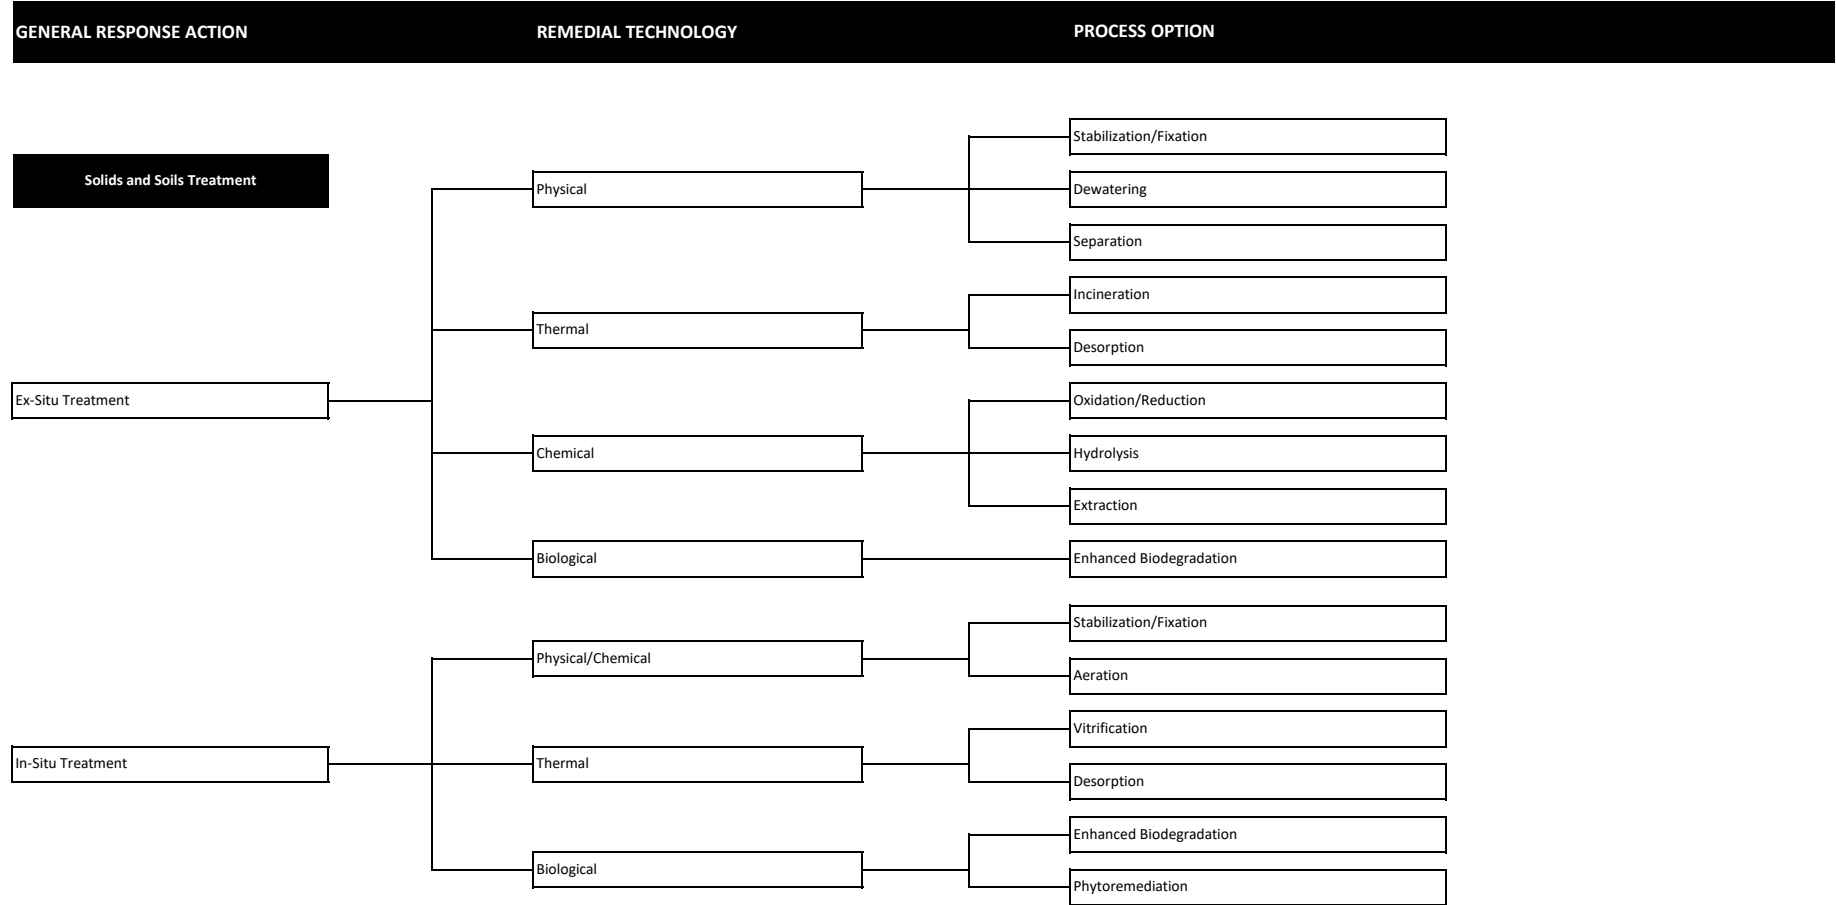 GENERAL RESPONSE ACTION
REMEDIAL TECHNOLOGY
PROCESS OPTION
Solids and Soils Treatment
Ex-Situ Treatment
Physical
Stabilization/Fixation
Dewatering
Separation
Thermal
Incineration
Desorption
Chemical
Oxidation/Reduction
Hydrolysis
Extraction
Biological
Enhanced Biodegradation
In-Situ Treatment
Physical/Chemical
Stabilization/Fixation
Aeration
Thermal
Vitrification
Desorption
Biological
Enhanced Biodegradation
Phytoremediation